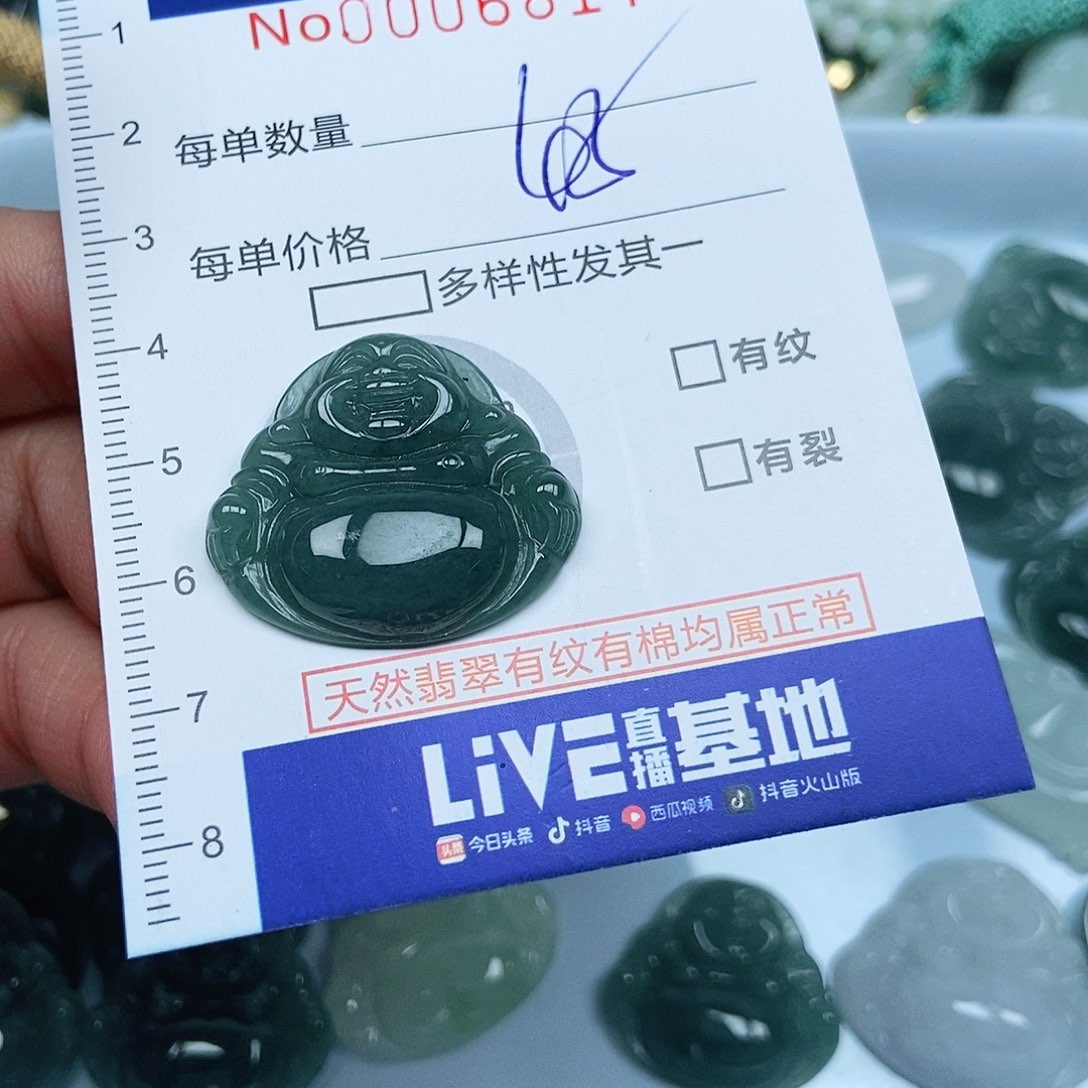 1
2
3
4
5
6
7
8
每单数量
每单价格
多样性发其一
有纹
有裂
天然翡翠有纹有棉均属正常
LiVE直播基地
头条 今日头条 抖音 西瓜视频 抖音火山版